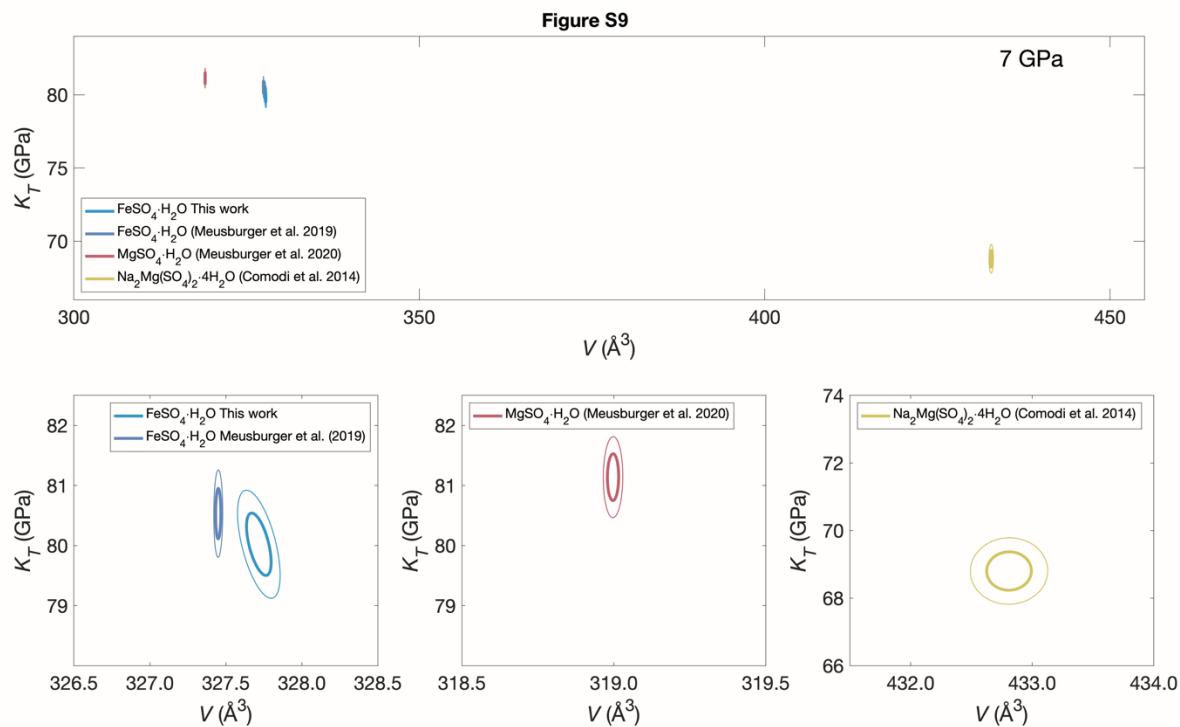 Figure S9
7 GPa
K_T (GPa)
80
75
70
FeSO₄·H₂O This work
FeSO₄·H₂O (Meusburger et al. 2019)
MgSO₄·H₂O (Meusburger et al. 2020)
Na₂Mg(SO₄)₂·4H₂O (Comodi et al. 2014)
300 350 400 450
V (Å³)
FeSO₄·H₂O This work
FeSO₄·H₂O Meusburger et al. (2019)
K_T (GPa)
82
81
80
79
326.5 327.0 327.5 328.0 328.5
V (Å³)
MgSO₄·H₂O (Meusburger et al. 2020)
K_T (GPa)
82
81
80
79
318.5 319.0 319.5
V (Å³)
Na₂Mg(SO₄)₂·4H₂O (Comodi et al. 2014)
K_T (GPa)
74
72
70
68
66
432.0 433.0 434.0
V (Å³)